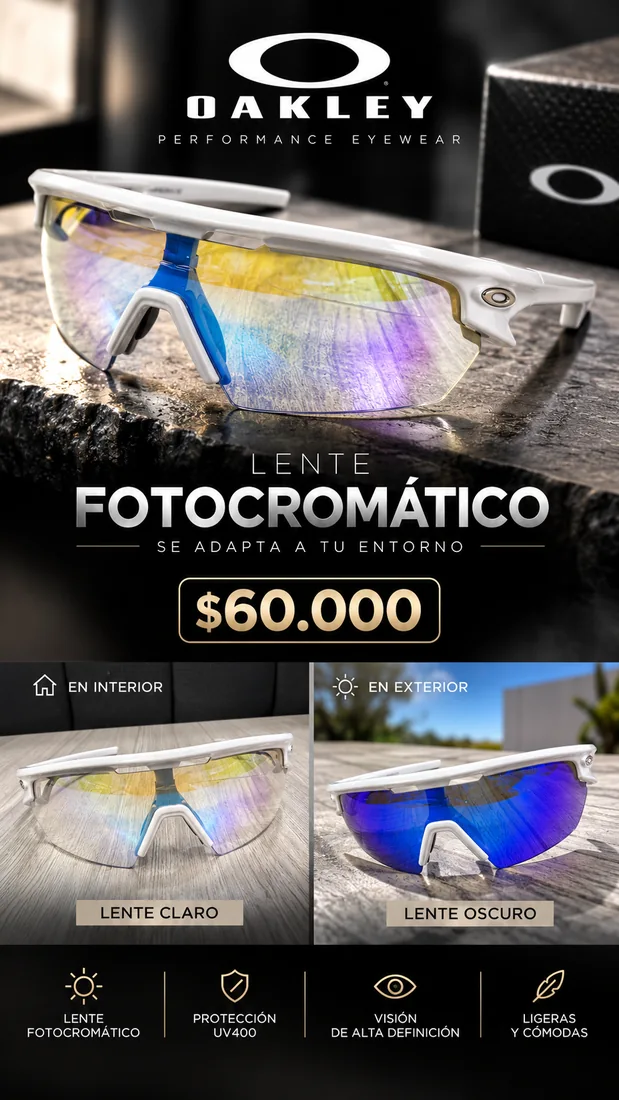 OAKLEY
PERFORMANCE EYEWEAR
LENTE
FOTOCROMÁTICO
SE ADAPTA A TU ENTORNO
$60.000
EN INTERIOR
EN EXTERIOR
LENTE CLARO
LENTE OSCURO
LENTE
FOTOCROMÁTICO
PROTECCIÓN
UV400
VISIÓN
DE ALTA DEFINICIÓN
LIGERAS
Y CÓMODAS